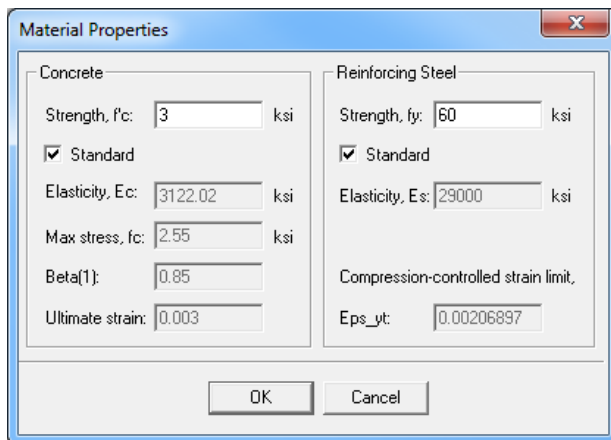 Material Properties
Concrete
Strength, f'c: 3 ksi
Standard
Elasticity, Ec: 3122.02 ksi
Max stress, fc: 2.55 ksi
Beta(1): 0.85
Ultimate strain: 0.003
Reinforcing Steel
Strength, fy: 60 ksi
Standard
Elasticity, Es: 29000 ksi
Compression-controlled strain limit,
Eps_yt: 0.00206897
OK Cancel